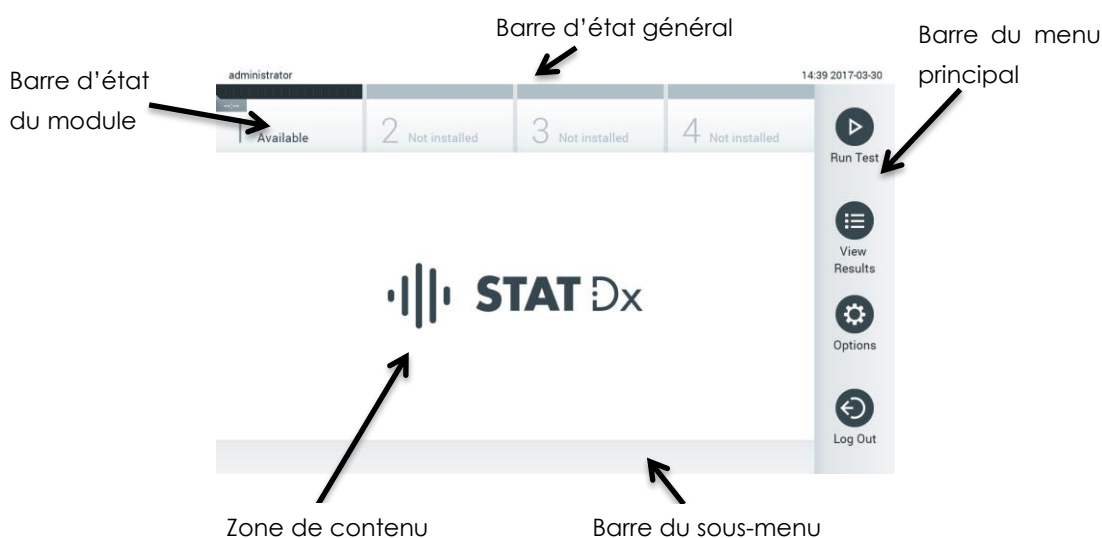 Barre d’état général
Barre du menu
principal
Barre d’état
du module
administrator
14:39 2017-03-30
--:--
Available
2 Not installed
3 Not installed
4 Not installed
Run Test
View
Results
STAT Dx
Options
Log Out
Zone de contenu
Barre du sous-menu